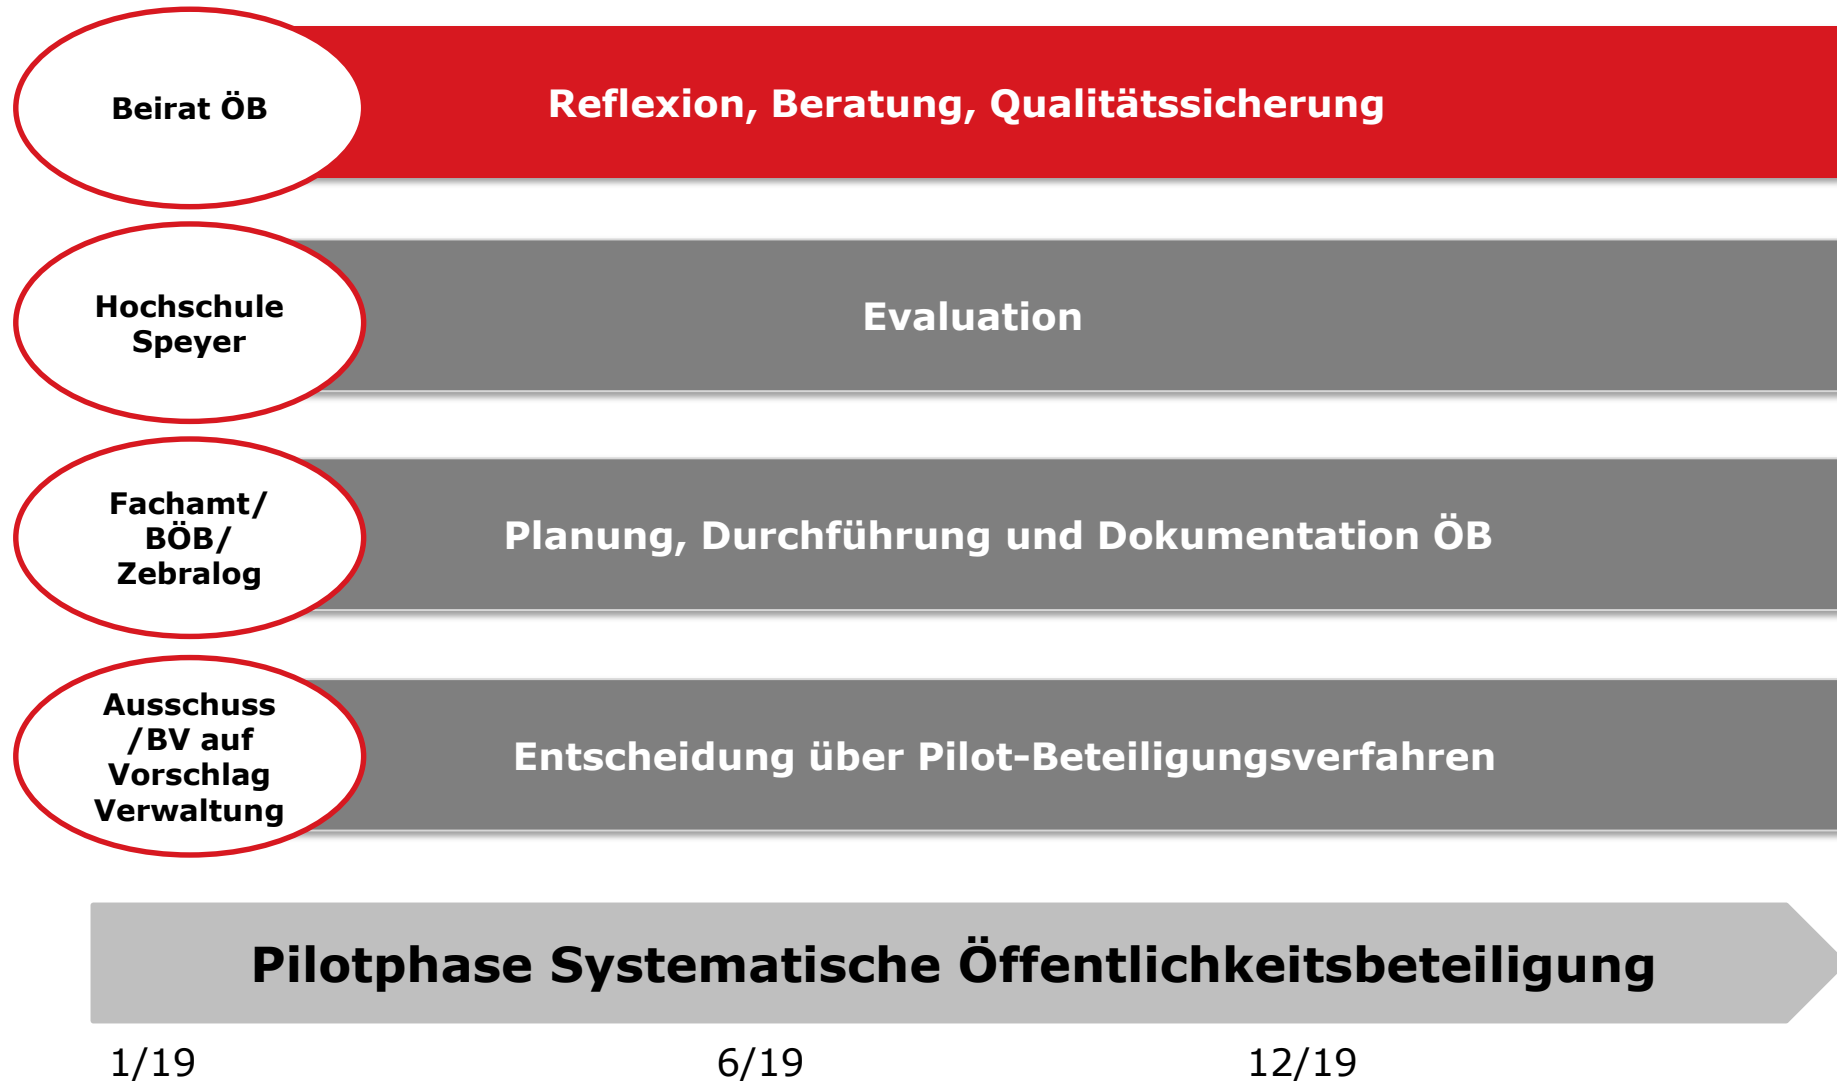 Beirat ÖB
Reflexion, Beratung, Qualitätssicherung
Hochschule
Speyer
Evaluation
Fachamt/
BÖB/
Zebralog
Planung, Durchführung und Dokumentation ÖB
Ausschuss
/BV auf
Vorschlag
Verwaltung
Entscheidung über Pilot-Beteiligungsverfahren
Pilotphase Systematische Öffentlichkeitsbeteiligung
1/19 6/19 12/19